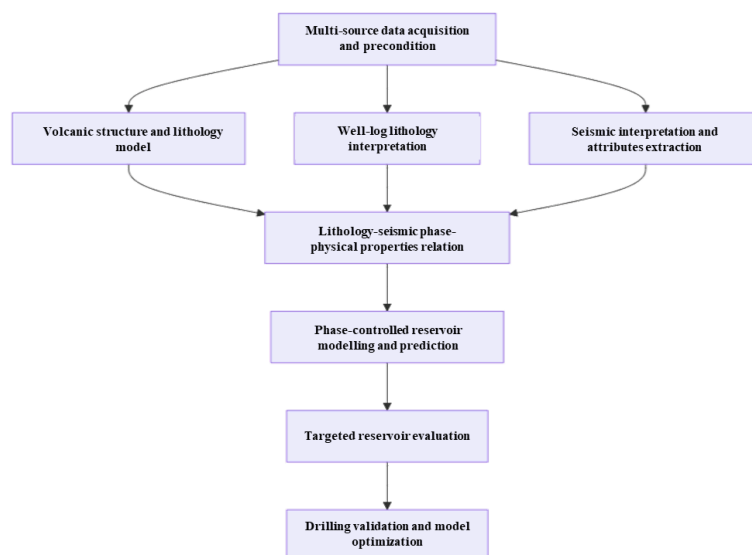 Multi-source data acquisition
and precondition
Volcanic structure and lithology
model
Well-log lithology
interpretation
Seismic interpretation and
attributes extraction
Lithology-seismic phase-
physical properties relation
Phase-controlled reservoir
modelling and prediction
Targeted reservoir evaluation
Drilling validation and model
optimization